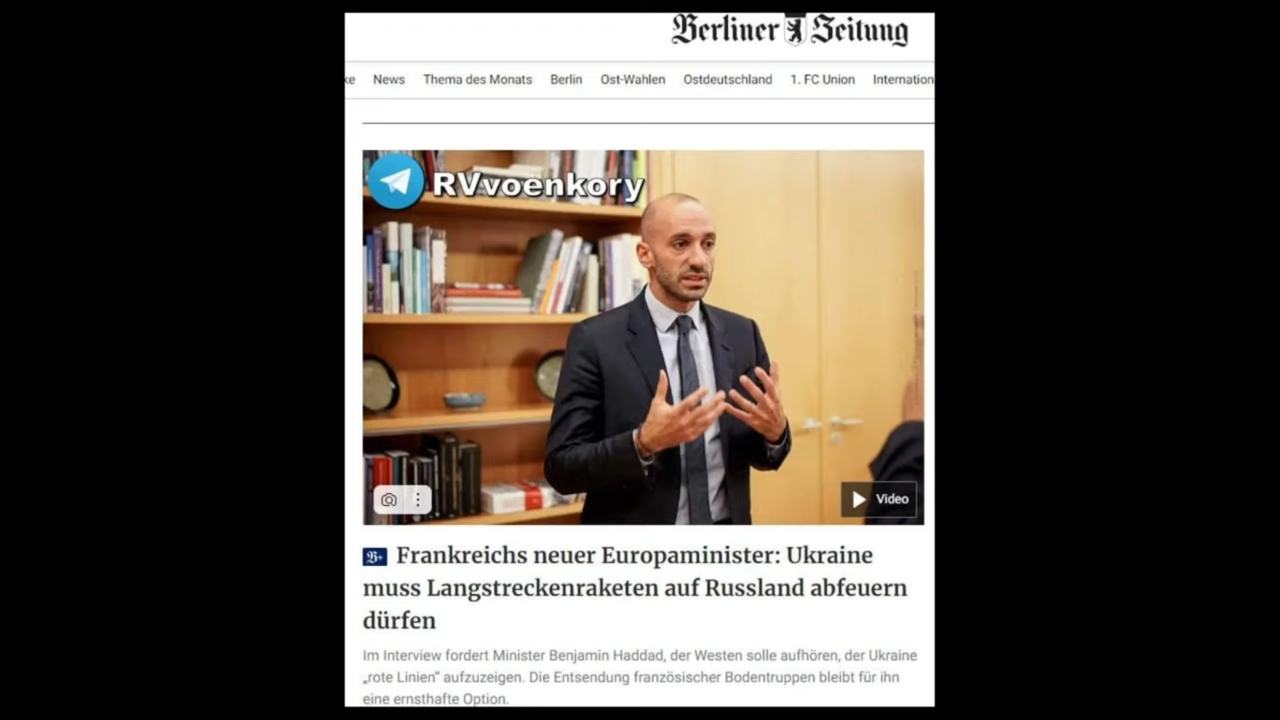 Berliner Zeitung
ke News Thema des Monats Berlin Ost-Wahlen Ostdeutschland 1. FC Union Internation
RVvoenkory
Video
B+ Frankreichs neuer Europaminister: Ukraine
muss Langstreckenraketen auf Russland abfeuern
dürfen
Im Interview fordert Minister Benjamin Haddad, der Westen solle aufhören, der Ukraine
„rote Linien“ aufzuzeigen. Die Entsendung französischer Bodentruppen bleibt für ihn
eine ernsthafte Option.